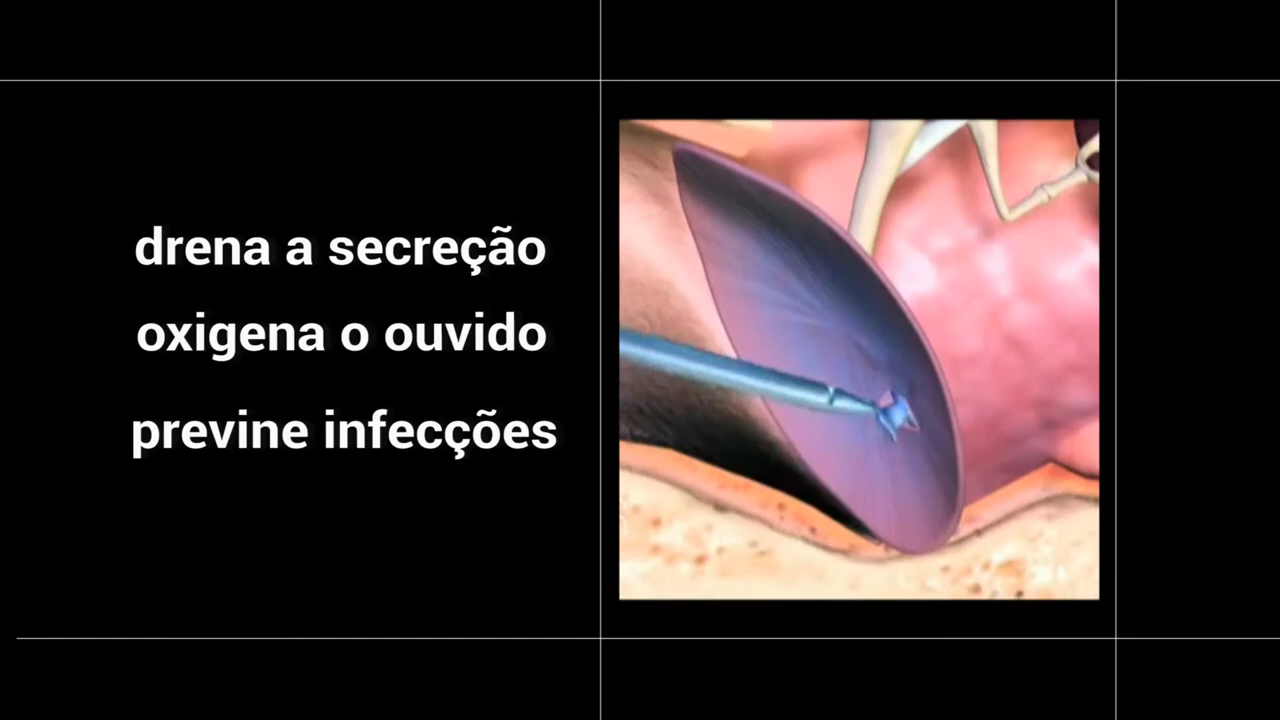 drena a secreção
oxigena o ouvido
previne infecções